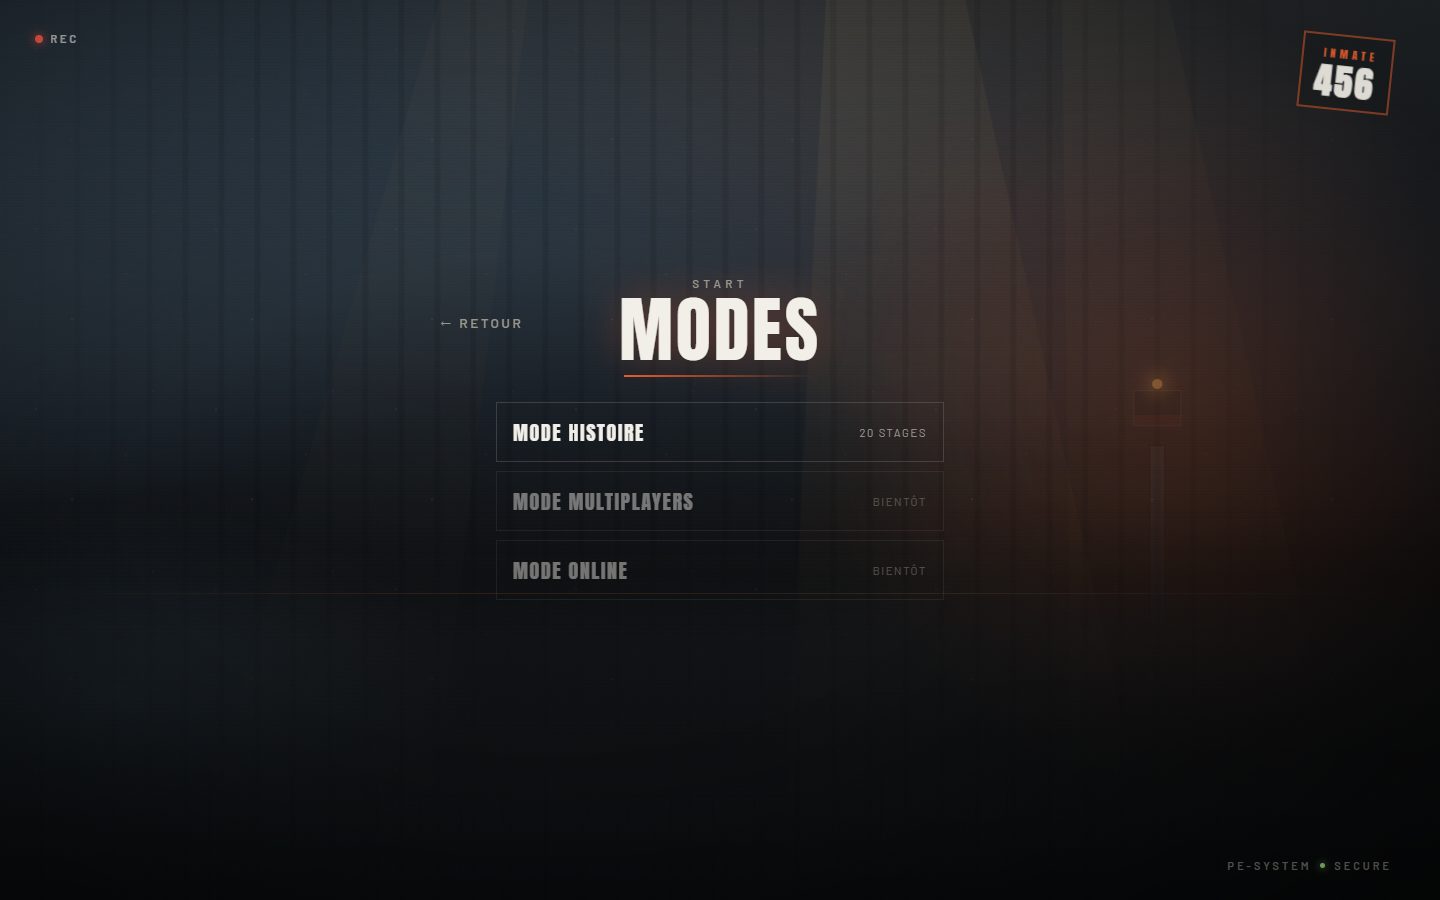 REC
INMATE
456
START
← RETOUR
MODES
MODE HISTOIRE 20 STAGES
MODE MULTIPLAYERS BIENTÔT
MODE ONLINE BIENTÔT
PE-SYSTEM SECURE